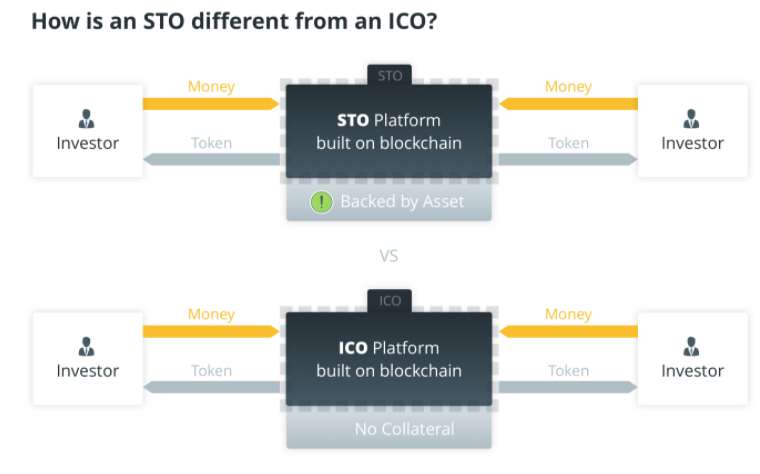 How is an STO different from an ICO?
STO
Money
Money
Investor
STO Platform
built on blockchain
Investor
Token
Token
! Backed by Asset
VS
ICO
Money
Money
Investor
ICO Platform
built on blockchain
Investor
Token
Token
No Collateral